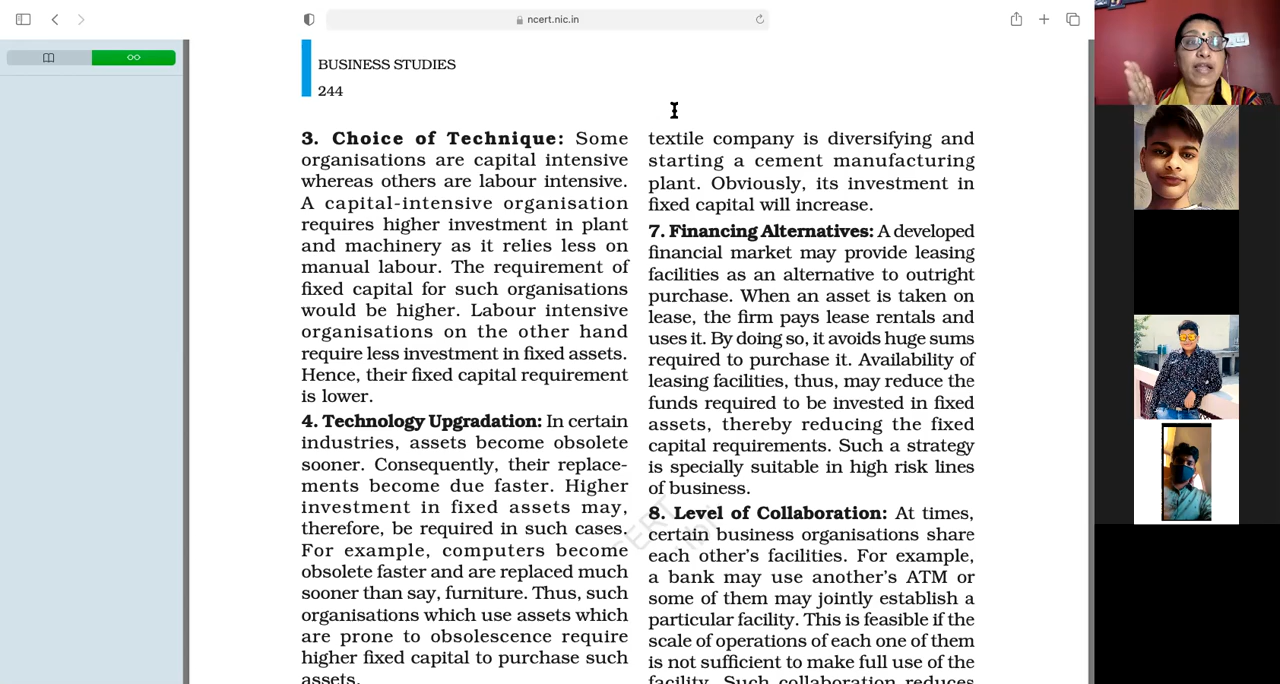 ncert.nic.in
BUSINESS STUDIES
244
3. Choice of Technique: Some
organisations are capital intensive
whereas others are labour intensive.
A capital-intensive organisation
requires higher investment in plant
and machinery as it relies less on
manual labour. The requirement of
fixed capital for such organisations
would be higher. Labour intensive
organisations on the other hand
require less investment in fixed assets.
Hence, their fixed capital requirement
is lower.
4. Technology Upgradation: In certain
industries, assets become obsolete
sooner. Consequently, their replace-
ments become due faster. Higher
investment in fixed assets may,
therefore, be required in such cases.
For example, computers become
obsolete faster and are replaced much
sooner than say, furniture. Thus, such
organisations which use assets which
are prone to obsolescence require
higher fixed capital to purchase such
assets.
textile company is diversifying and
starting a cement manufacturing
plant. Obviously, its investment in
fixed capital will increase.
7. Financing Alternatives: A developed
financial market may provide leasing
facilities as an alternative to outright
purchase. When an asset is taken on
lease, the firm pays lease rentals and
uses it. By doing so, it avoids huge sums
required to purchase it. Availability of
leasing facilities, thus, may reduce the
funds required to be invested in fixed
assets, thereby reducing the fixed
capital requirements. Such a strategy
is specially suitable in high risk lines
of business.
8. Level of Collaboration: At times,
certain business organisations share
each other's facilities. For example,
a bank may use another's ATM or
some of them may jointly establish a
particular facility. This is feasible if the
scale of operations of each one of them
is not sufficient to make full use of the
facility. Such collaboration reduces